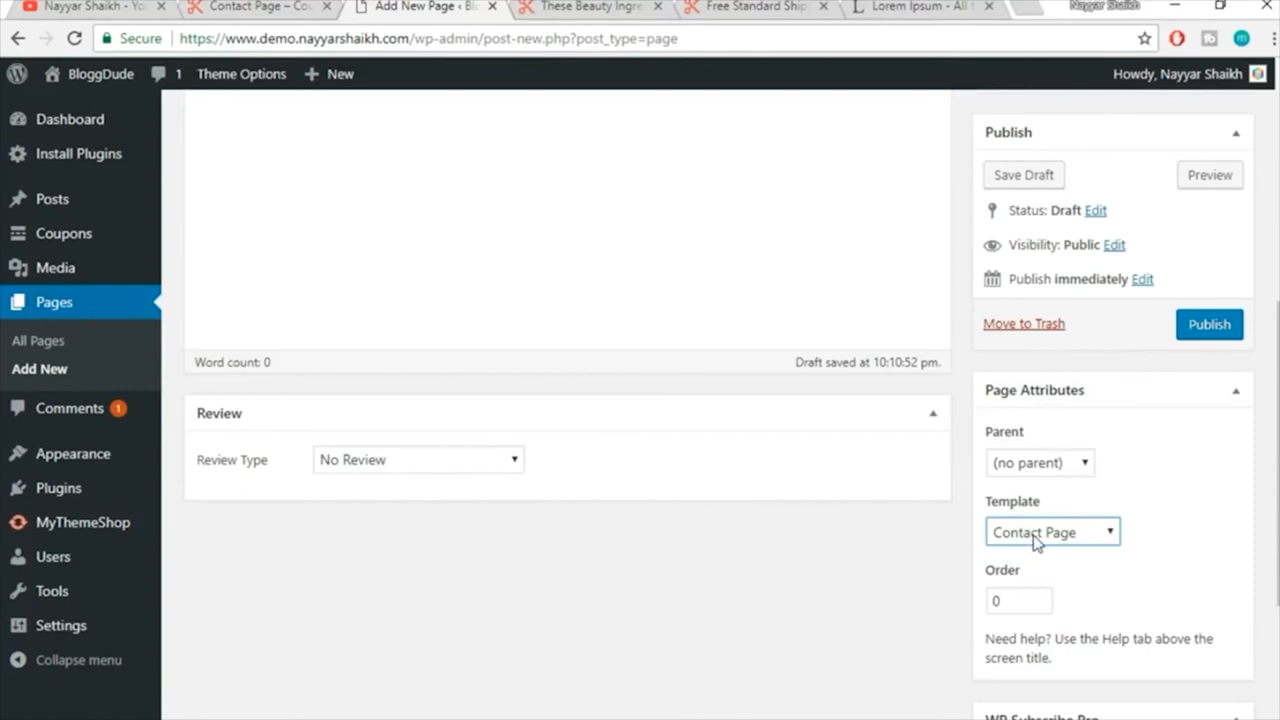 Nayyar Shaikh - Yo
Contact Page – Cou
Add New Page ‹ Blo
These Beauty Ingre
Free Standard Ship
Lorem Ipsum - All t
Nayyar Shaikh
Secure
https://www.demo.nayyarshaikh.com/wp-admin/post-new.php?post_type=page
BloggDude
1
Theme Options
New
Howdy, Nayyar Shaikh
Dashboard
Install Plugins
Posts
Coupons
Media
Pages
All Pages
Add New
Comments 1
Appearance
Plugins
MyThemeShop
Users
Tools
Settings
Collapse menu
Word count: 0
Draft saved at 10:10:52 pm.
Review
Review Type
No Review
Publish
Save Draft
Preview
Status: Draft Edit
Visibility: Public Edit
Publish immediately Edit
Move to Trash
Publish
Page Attributes
Parent
(no parent)
Template
Contact Page
Order
0
Need help? Use the Help tab above the
screen title.
WP Subscribe Pro